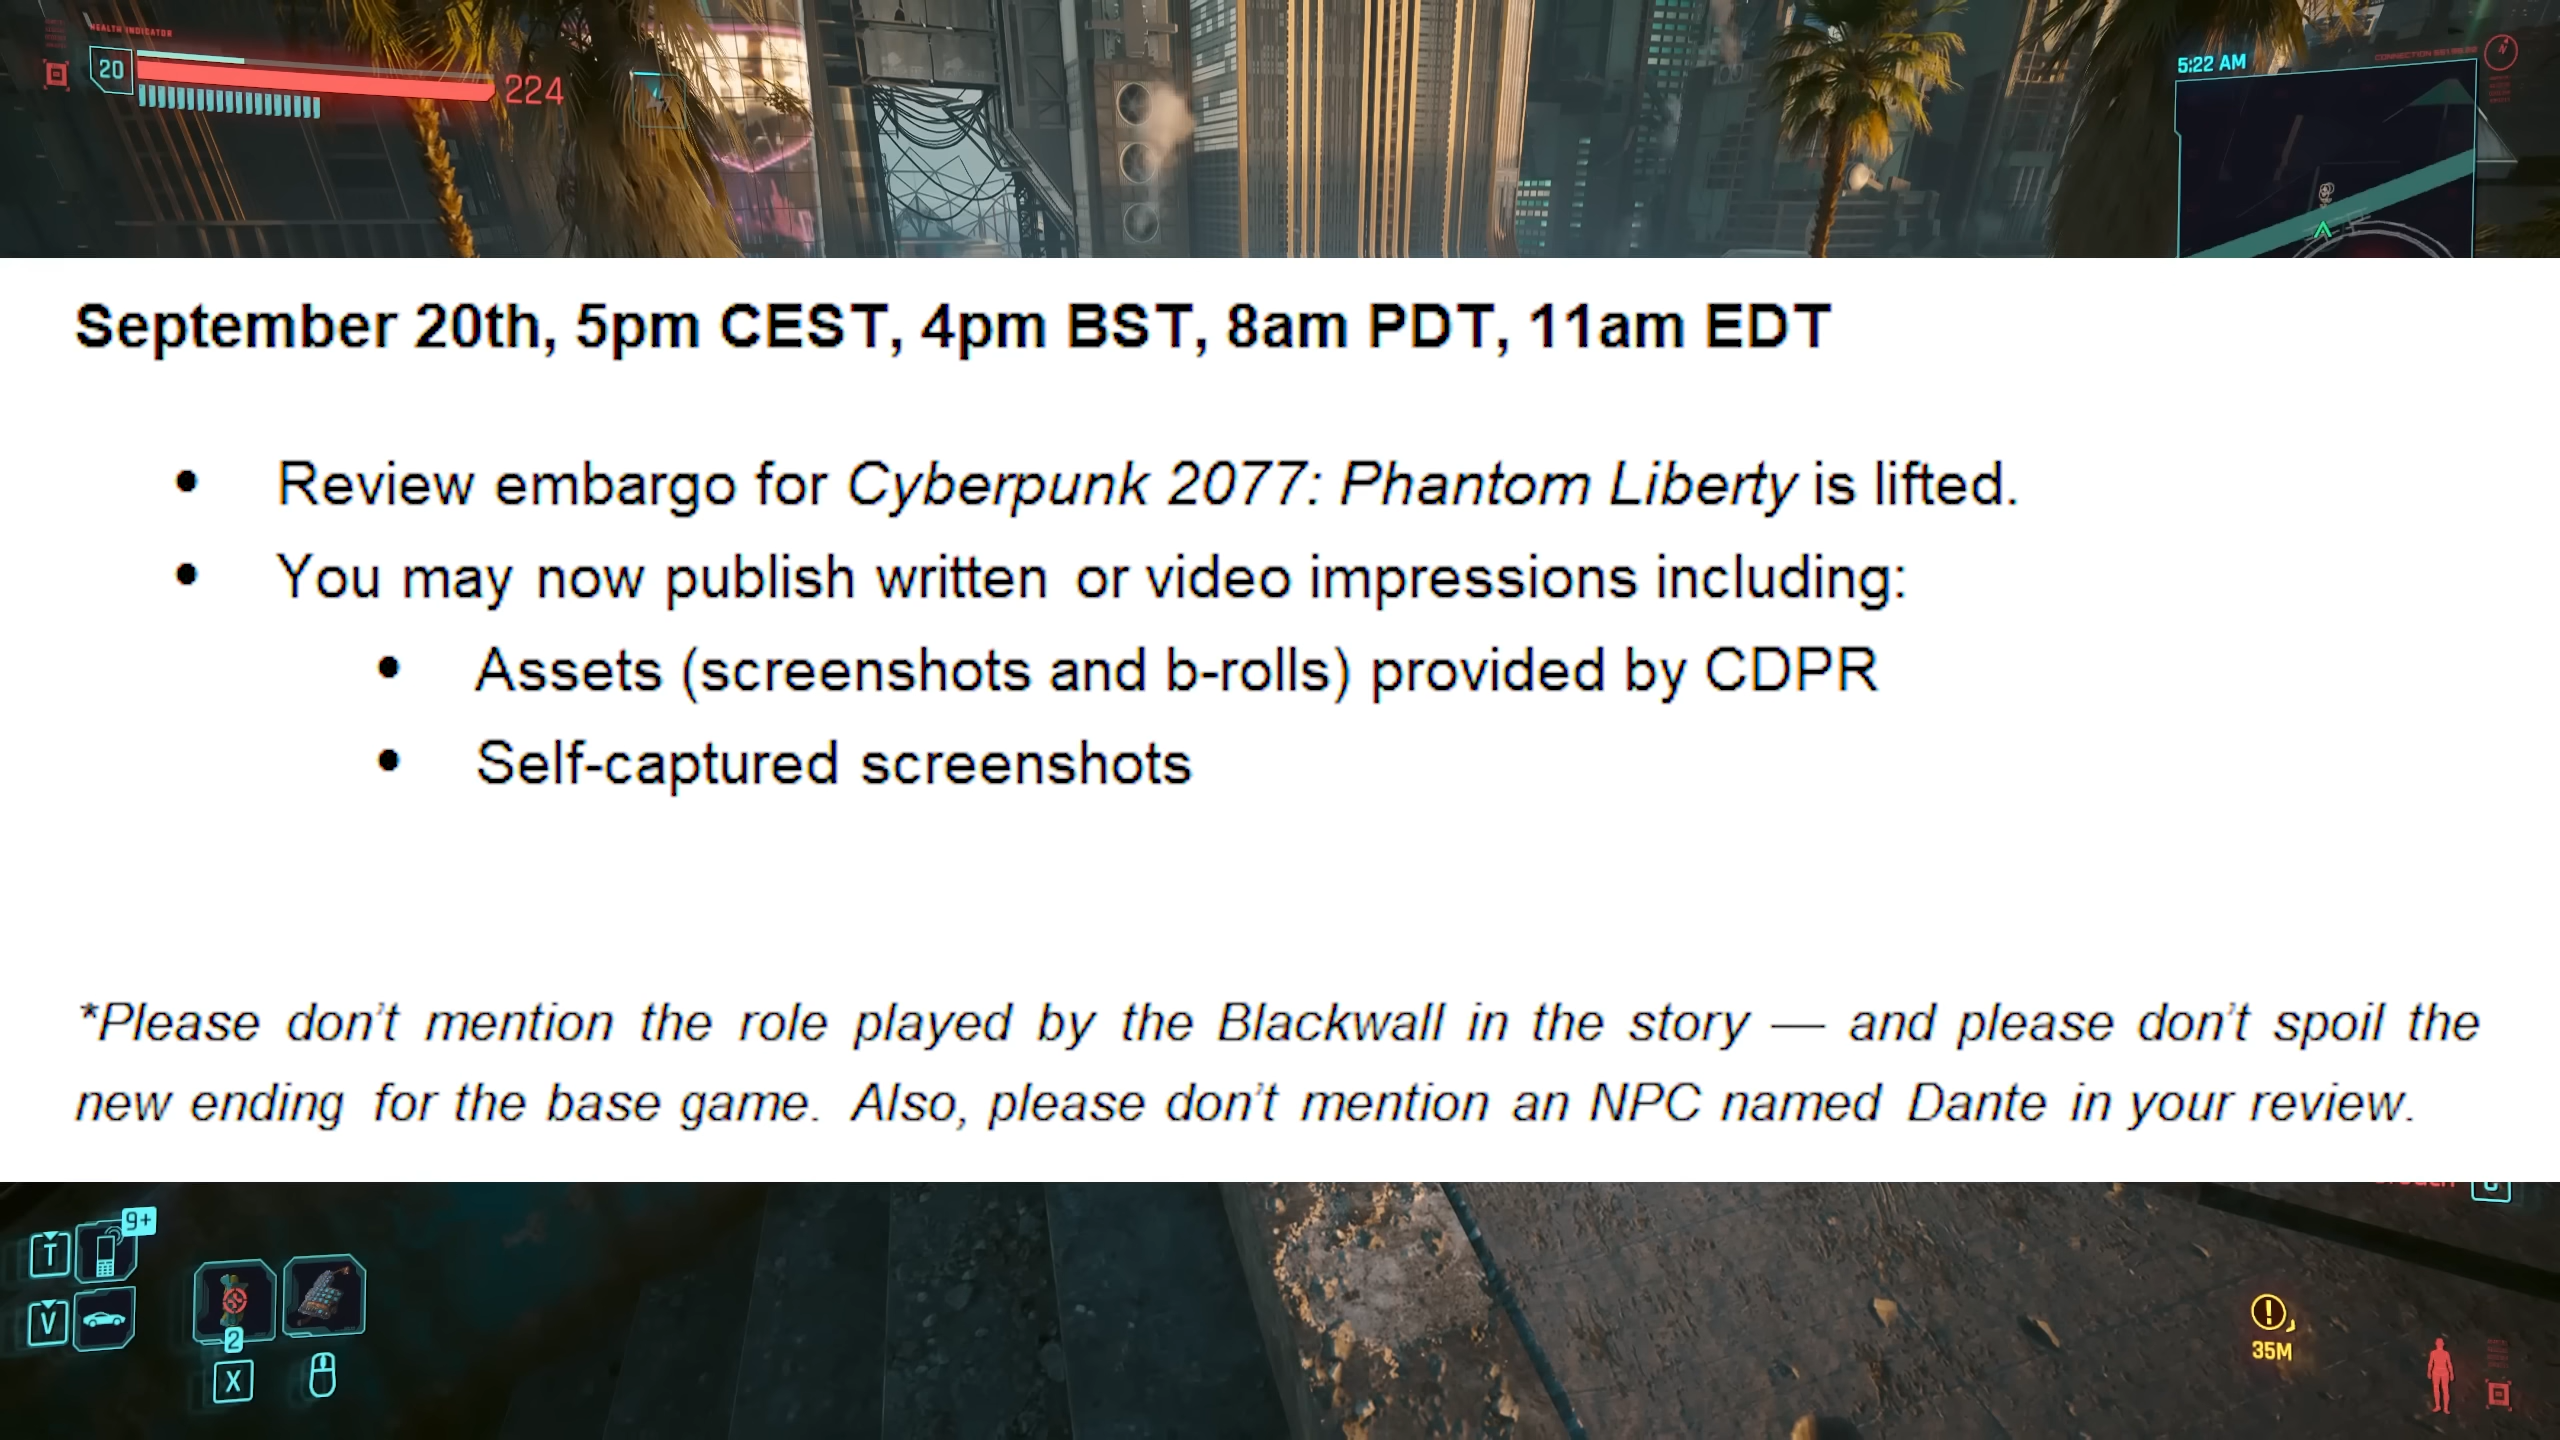 HEALTH INDICATOR
20
224
5:22 AM
N
September 20th, 5pm CEST, 4pm BST, 8am PDT, 11am EDT
• Review embargo for Cyberpunk 2077: Phantom Liberty is lifted.
• You may now publish written or video impressions including:
• Assets (screenshots and b-rolls) provided by CDPR
• Self-captured screenshots
*Please don’t mention the role played by the Blackwall in the story — and please don’t spoil the
new ending for the base game. Also, please don’t mention an NPC named Dante in your review.
9+
T
V
2
X
35M